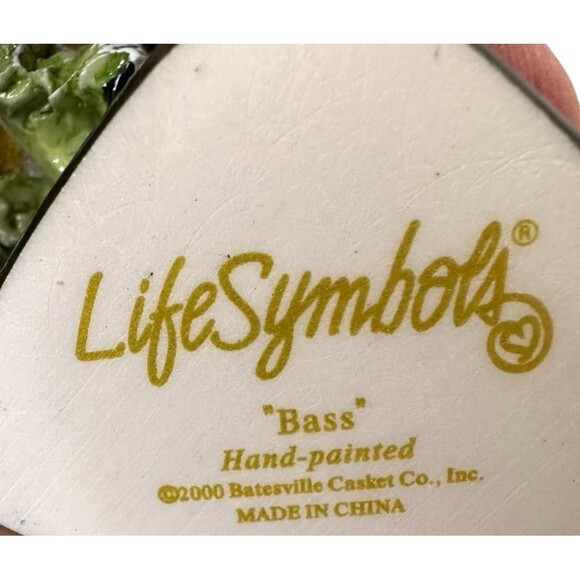 LifeSymbols®
"Bass"
Hand-painted
©2000 Batesville Casket Co., Inc.
MADE IN CHINA